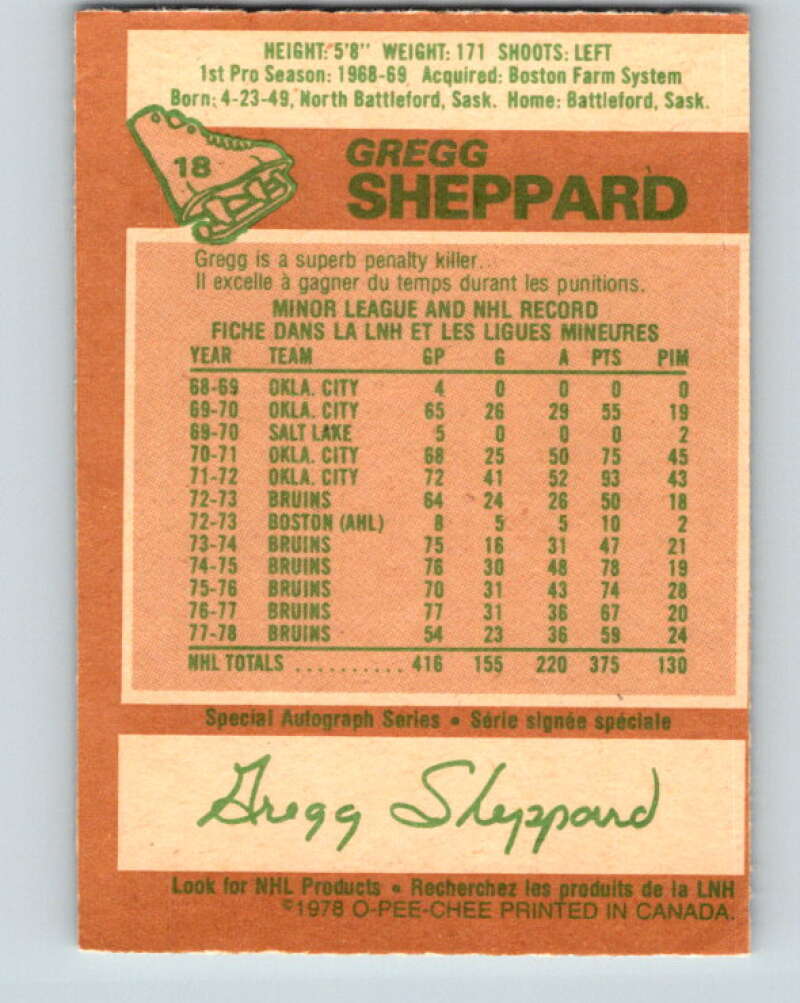 HEIGHT: 5'8" WEIGHT: 171 SHOOTS: LEFT
1st Pro Season: 1968-69 Acquired: Boston Farm System
Born: 4-23-49, North Battleford, Sask. Home: Battleford, Sask.
18
GREGG
SHEPPARD
Gregg is a superb penalty killer.
Il excelle à gagner du temps durant les punitions.
MINOR LEAGUE AND NHL RECORD
FICHE DANS LA LNH ET LES LIGUES MINEURES
YEAR TEAM GP G A PTS PIM
68-69 OKLA. CITY 4 0 0 0 0
69-70 OKLA. CITY 65 26 29 55 19
69-70 SALT LAKE 5 0 0 0 2
70-71 OKLA. CITY 68 25 50 75 45
71-72 OKLA. CITY 72 41 52 93 43
72-73 BRUINS 64 24 26 50 18
72-73 BOSTON (AHL) 8 5 5 10 2
73-74 BRUINS 75 16 31 47 21
74-75 BRUINS 76 30 48 78 19
75-76 BRUINS 70 31 43 74 28
76-77 BRUINS 77 31 36 67 20
77-78 BRUINS 54 23 36 59 24
NHL TOTALS .......... 416 155 220 375 130
Special Autograph Series • Série signée spéciale
Gregg Sheppard
Look for NHL Products • Recherchez les produits de la LNH
©1978 O-PEE-CHEE PRINTED IN CANADA.